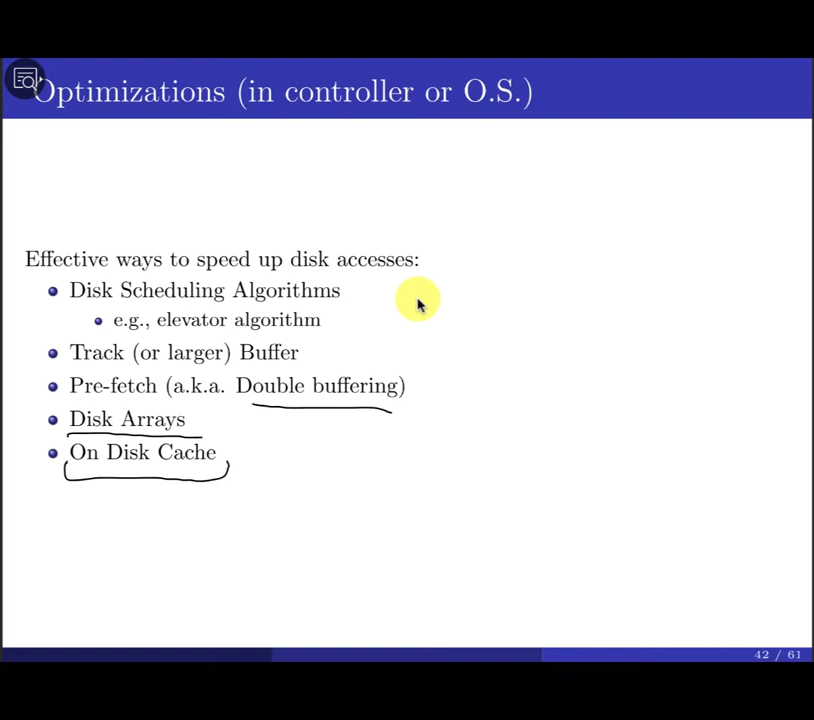 Optimizations (in controller or O.S.)
Effective ways to speed up disk accesses:
Disk Scheduling Algorithms
e.g., elevator algorithm
Track (or larger) Buffer
Pre-fetch (a.k.a. Double buffering)
Disk Arrays
On Disk Cache
42 / 61